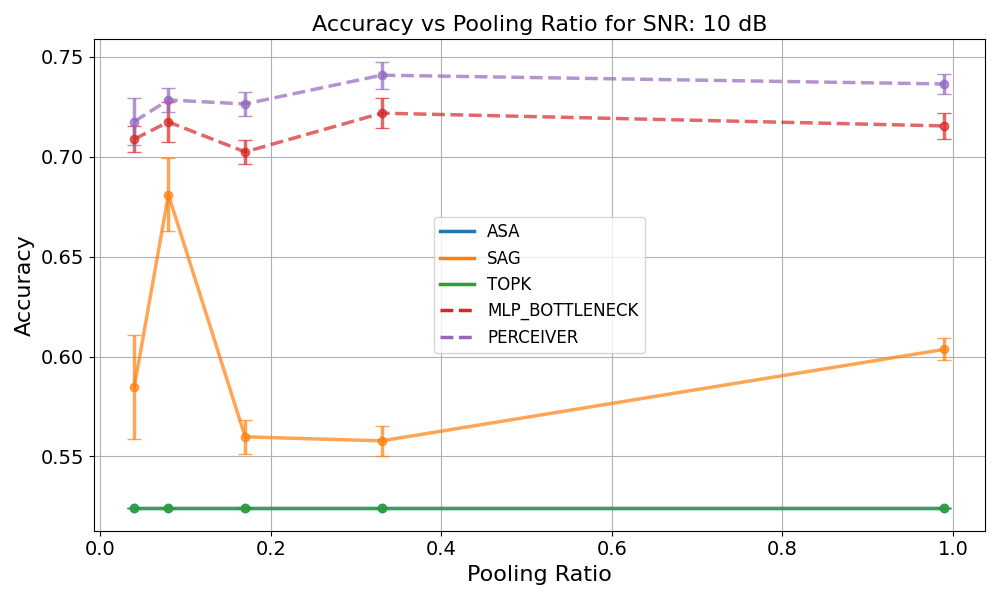 Accuracy vs Pooling Ratio for SNR: 10 dB
0.75
0.70
0.65
0.60
0.55
Accuracy
ASA
SAG
TOPK
MLP_BOTTLENECK
PERCEIVER
0.0 0.2 0.4 0.6 0.8 1.0
Pooling Ratio